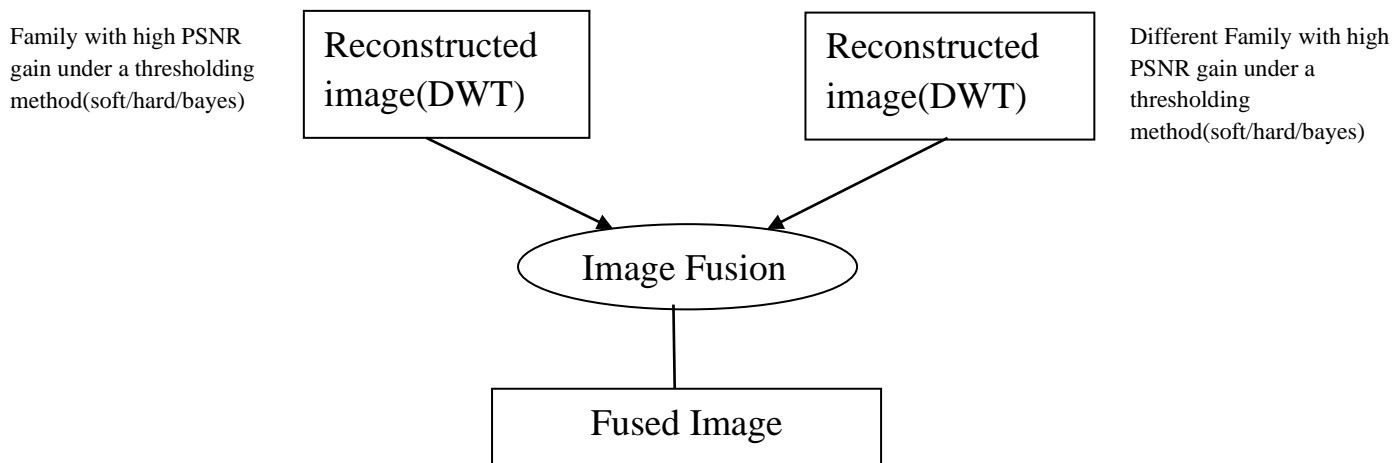 Family with high PSNR
gain under a thresholding
method(soft/hard/bayes)
Reconstructed
image(DWT)
Reconstructed
image(DWT)
Different Family with high
PSNR gain under a
thresholding
method(soft/hard/bayes)
Image Fusion
Fused Image